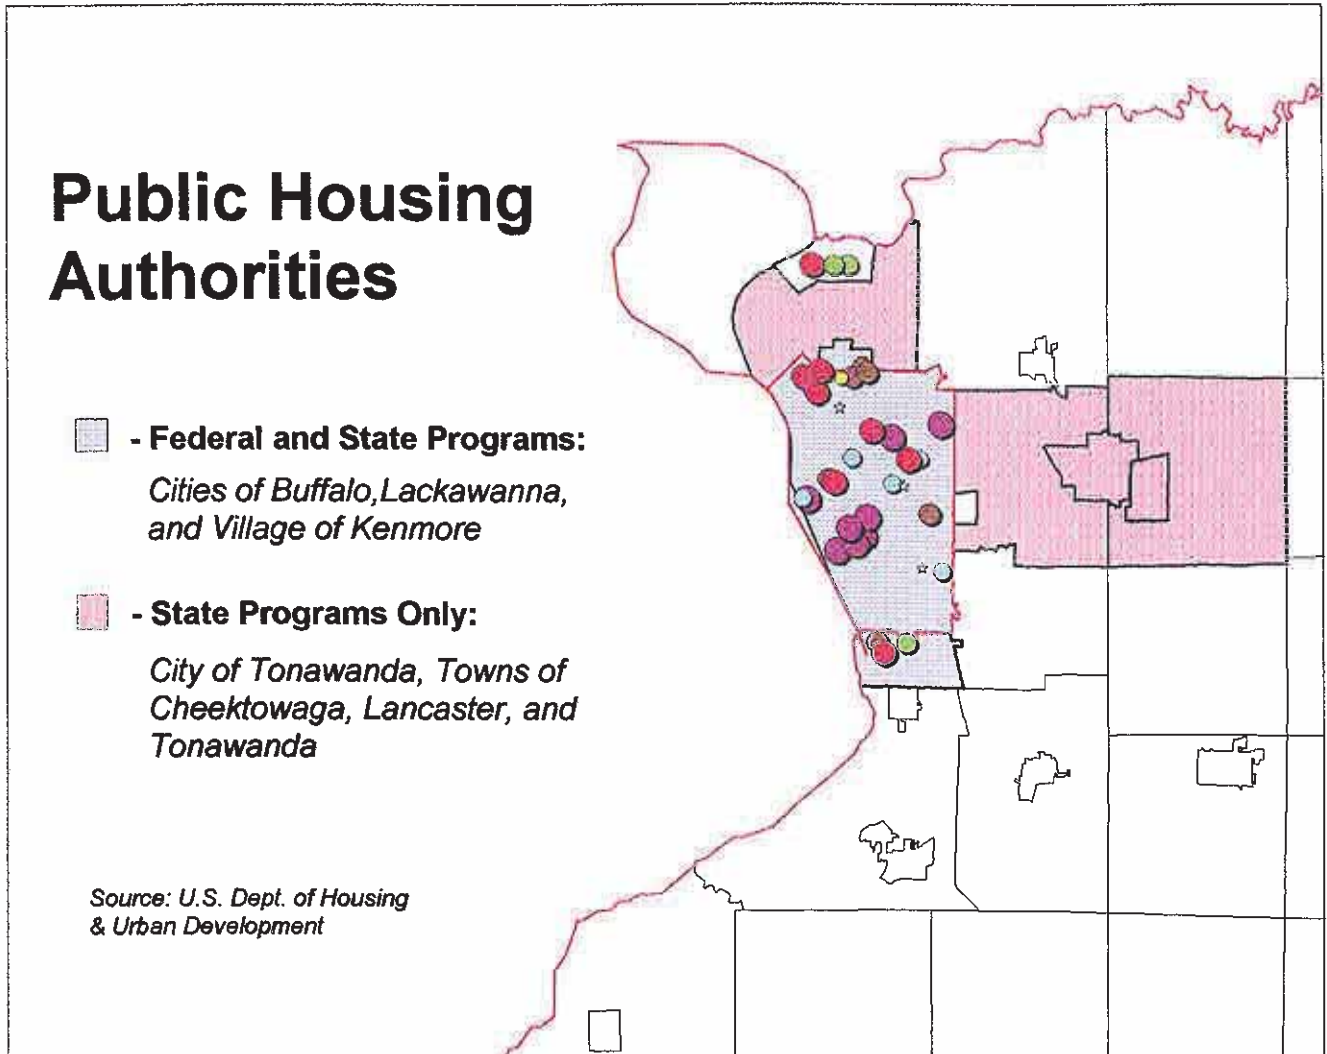 Public Housing
Authorities
- Federal and State Programs:
Cities of Buffalo,Lackawanna,
and Village of Kenmore
- State Programs Only:
City of Tonawanda, Towns of
Cheektowaga, Lancaster, and
Tonawanda
Source: U.S. Dept. of Housing
& Urban Development